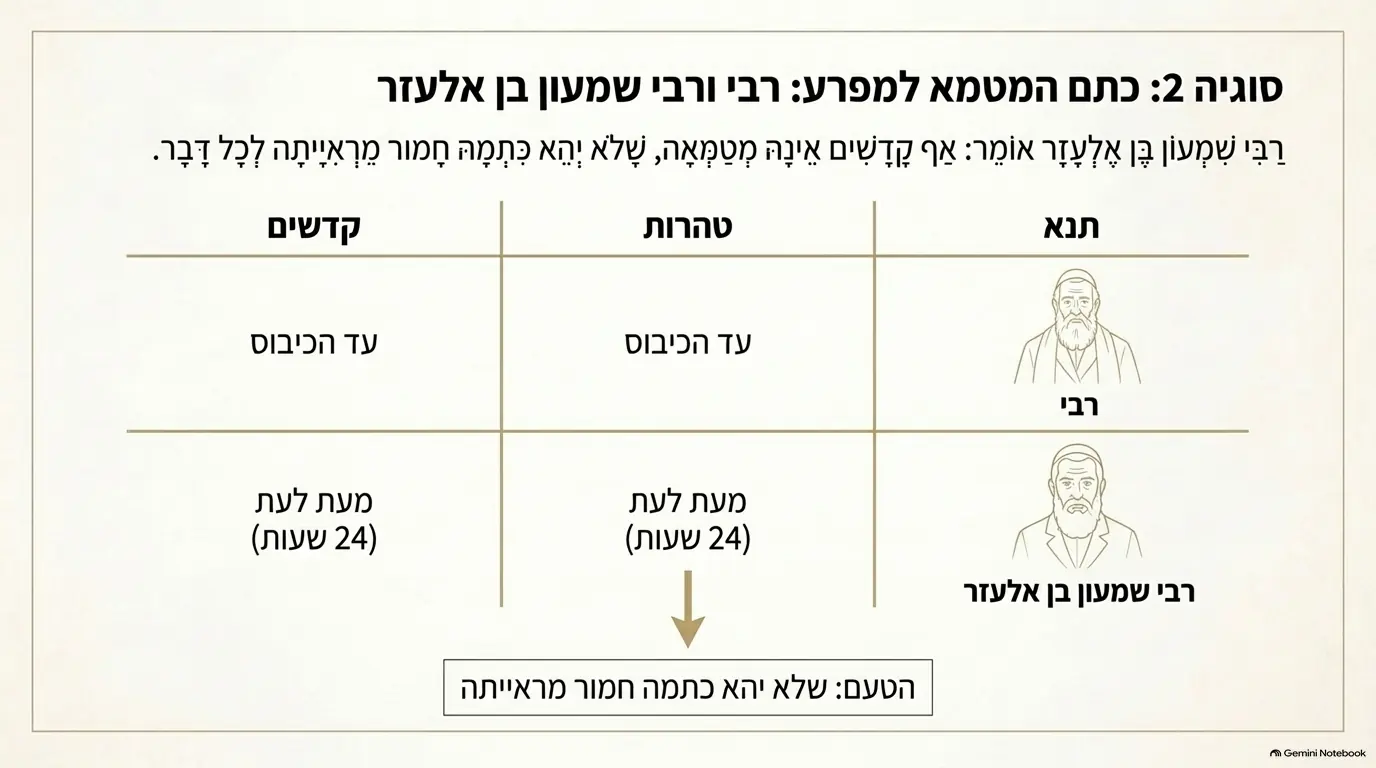 סוגיה 2: כתם המטמא למפרע: רבי ורבי שמעון בן אלעזר
רַבִּי שִׁמְעוֹן בֶּן אֶלְעָזָר אוֹמֵר: אַף קָדָשִׁים אֵינָהּ מְטַמְּאָה, שֶׁלֹּא יְהֵא כִּתְמָהּ חָמוּר מֵרְאִיָּיתָה לְכָל דָּבָר.
תנא
טהרות
קדשים
רבי
עד הכיבוס
עד הכיבוס
רבי שמעון בן אלעזר
מעת לעת
(24 שעות)
מעת לעת
(24 שעות)
הטעם: שלא יהא כתמה חמור מראייתה
Gemini Notebook